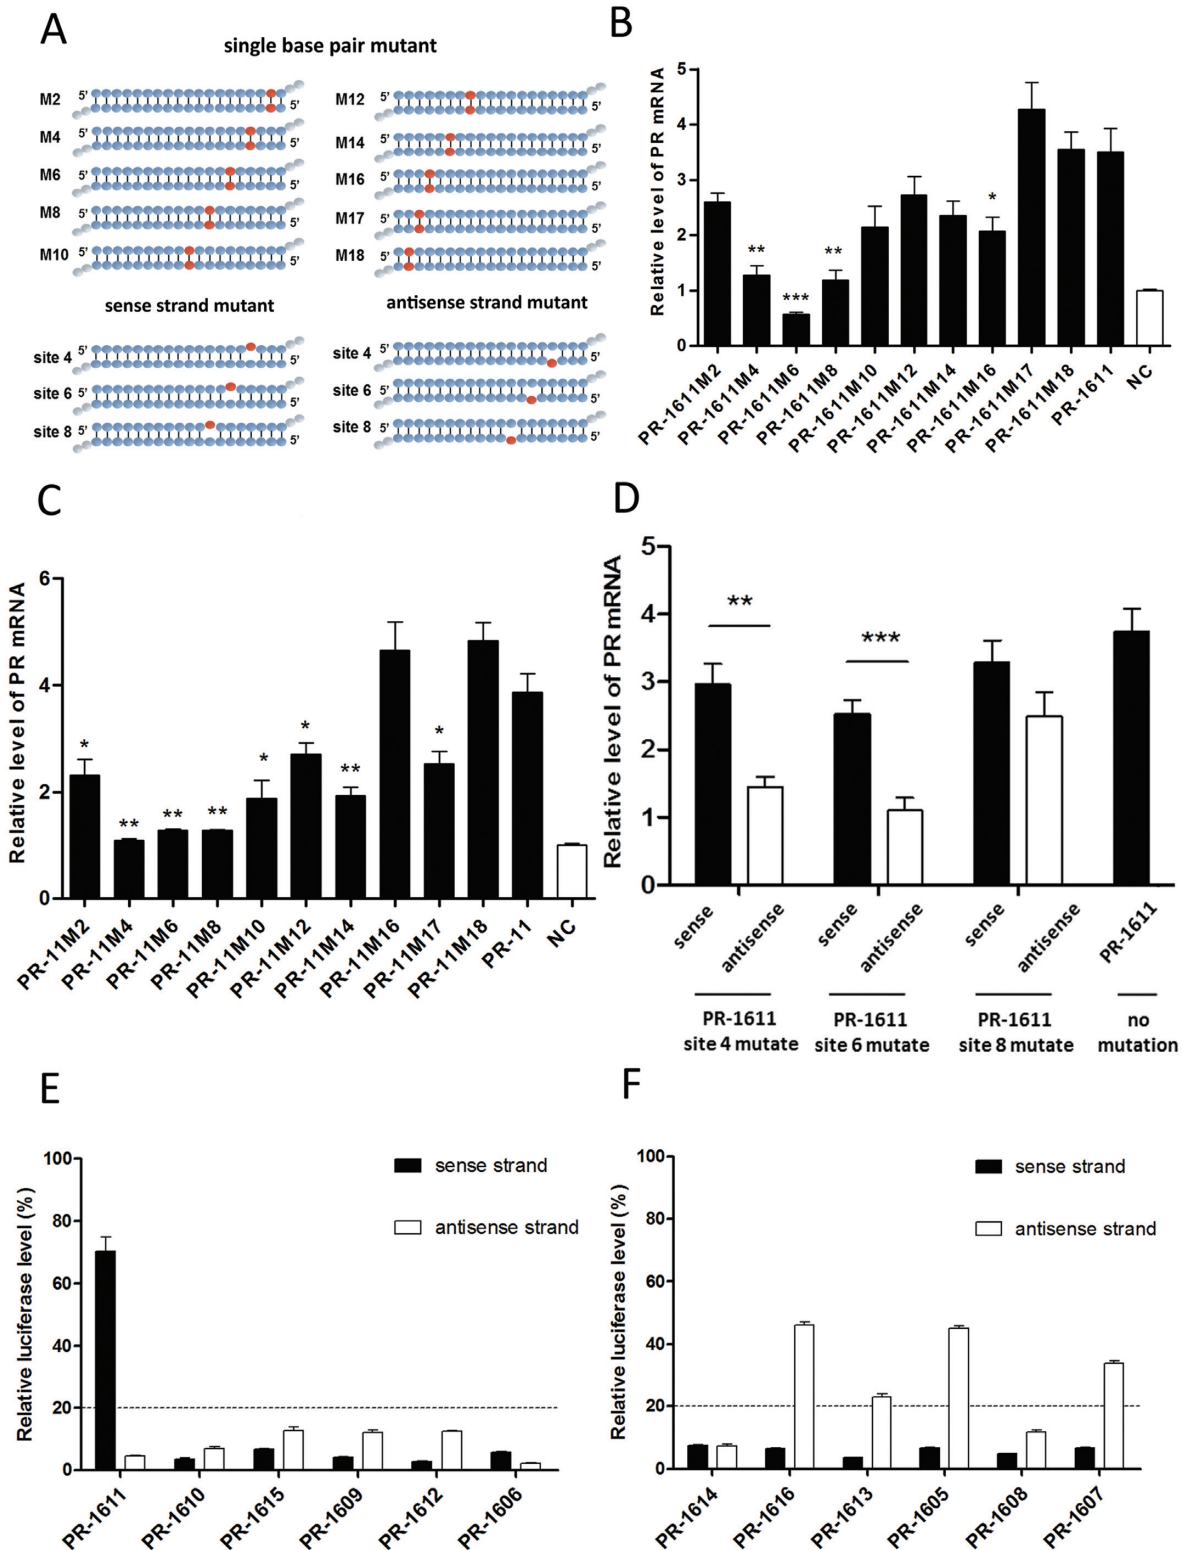 A
single base pair mutant
M2 5' 5'
M4 5' 5'
M6 5' 5'
M8 5' 5'
M10 5' 5'
M12 5' 5'
M14 5' 5'
M16 5' 5'
M17 5' 5'
M18 5' 5'
sense strand mutant
site 4 5' 5'
site 6 5' 5'
site 8 5' 5'
antisense strand mutant
site 4 5' 5'
site 6 5' 5'
site 8 5' 5'
B
Relative level of PR mRNA
5
4
3
2
1
0
**
***
**
*
PR-1611M2
PR-1611M4
PR-1611M6
PR-1611M8
PR-1611M10
PR-1611M12
PR-1611M14
PR-1611M16
PR-1611M17
PR-1611M18
PR-1611
NC
C
Relative level of PR mRNA
6
4
2
0
*
**
**
**
*
*
**
*
PR-11M2
PR-11M4
PR-11M6
PR-11M8
PR-11M10
PR-11M12
PR-11M14
PR-11M16
PR-11M17
PR-11M18
PR-11
NC
D
Relative level of PR mRNA
5
4
3
2
1
0
**
***
sense
antisense
sense
antisense
sense
antisense
PR-1611
PR-1611
site 4 mutate
PR-1611
site 6 mutate
PR-1611
site 8 mutate
no
mutation
E
Relative luciferase level (%)
100
80
60
40
20
0
sense strand
antisense strand
PR-1611
PR-1610
PR-1615
PR-1609
PR-1612
PR-1606
F
Relative luciferase level (%)
100
80
60
40
20
0
sense strand
antisense strand
PR-1614
PR-1616
PR-1613
PR-1605
PR-1608
PR-1607